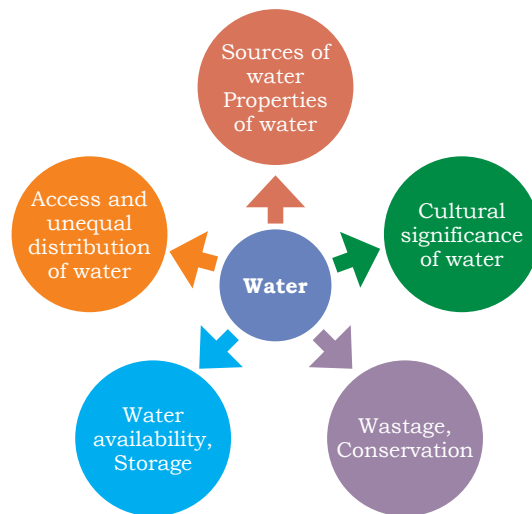 Sources of
water
Properties
of water
Access and
unequal
distribution
of water
Cultural
significance
of water
Water
Water
availability,
Storage
Wastage,
Conservation